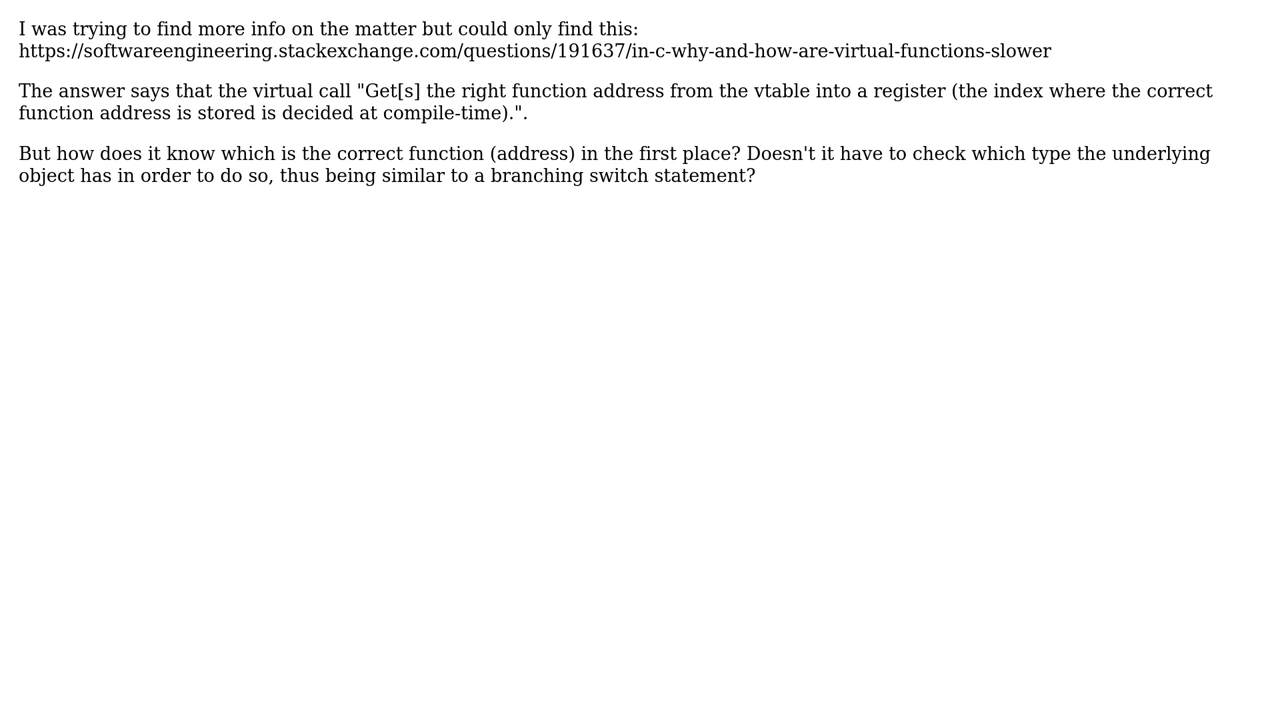 I was trying to find more info on the matter but could only find this:
https://softwareengineering.stackexchange.com/questions/191637/in-c-why-and-how-are-virtual-functions-slower
The answer says that the virtual call "Get[s] the right function address from the vtable into a register (the index where the correct
function address is stored is decided at compile-time).".
But how does it know which is the correct function (address) in the first place? Doesn't it have to check which type the underlying
object has in order to do so, thus being similar to a branching switch statement?